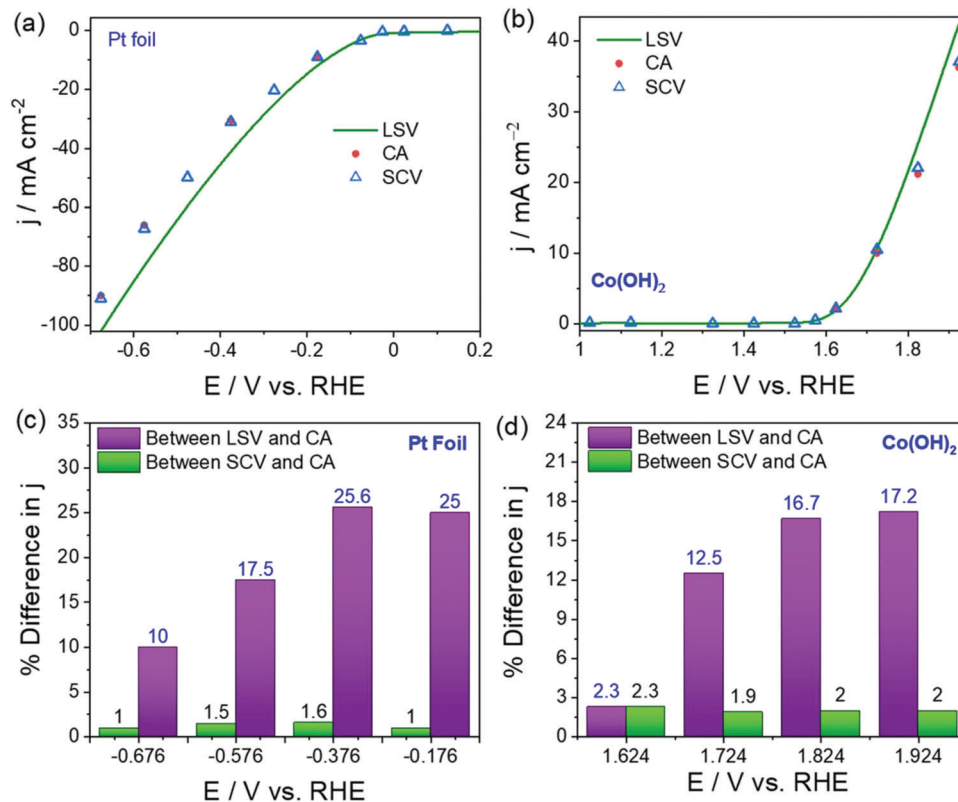 (a)
Pt foil
LSV
CA
SCV
0
-20
-40
-60
-80
-100
j / mA cm⁻²
-0.6
-0.4
-0.2
0
0.2
E / V vs. RHE
(b)
LSV
CA
SCV
Co(OH)₂
40
30
20
10
0
j / mA cm⁻²
1
1.2
1.4
1.6
1.8
E / V vs. RHE
(c)
Between LSV and CA
Between SCV and CA
Pt Foil
35
30
25
20
15
10
5
0
% Difference in j
1
10
1.5
17.5
1.6
25.6
1
25
-0.676
-0.576
-0.376
-0.176
E / V vs. RHE
(d)
Between LSV and CA
Between SCV and CA
Co(OH)₂
24
21
18
15
12
9
6
3
0
% Difference in j
2.3
2.3
12.5
1.9
16.7
2
17.2
2
1.624
1.724
1.824
1.924
E / V vs. RHE